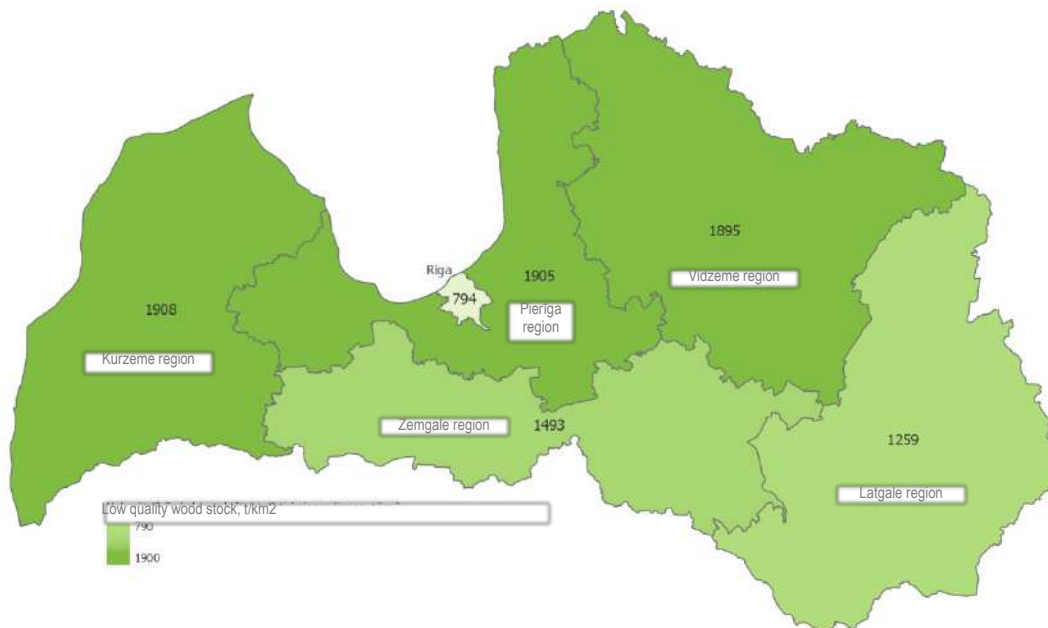 1895
Riga
1905
Vidzeme region
794
1908
Pierīga
region
Kurzeme region
Zemgale region
1493
1259
Latgale region
Low quality wood stock, t/km2
790
1900